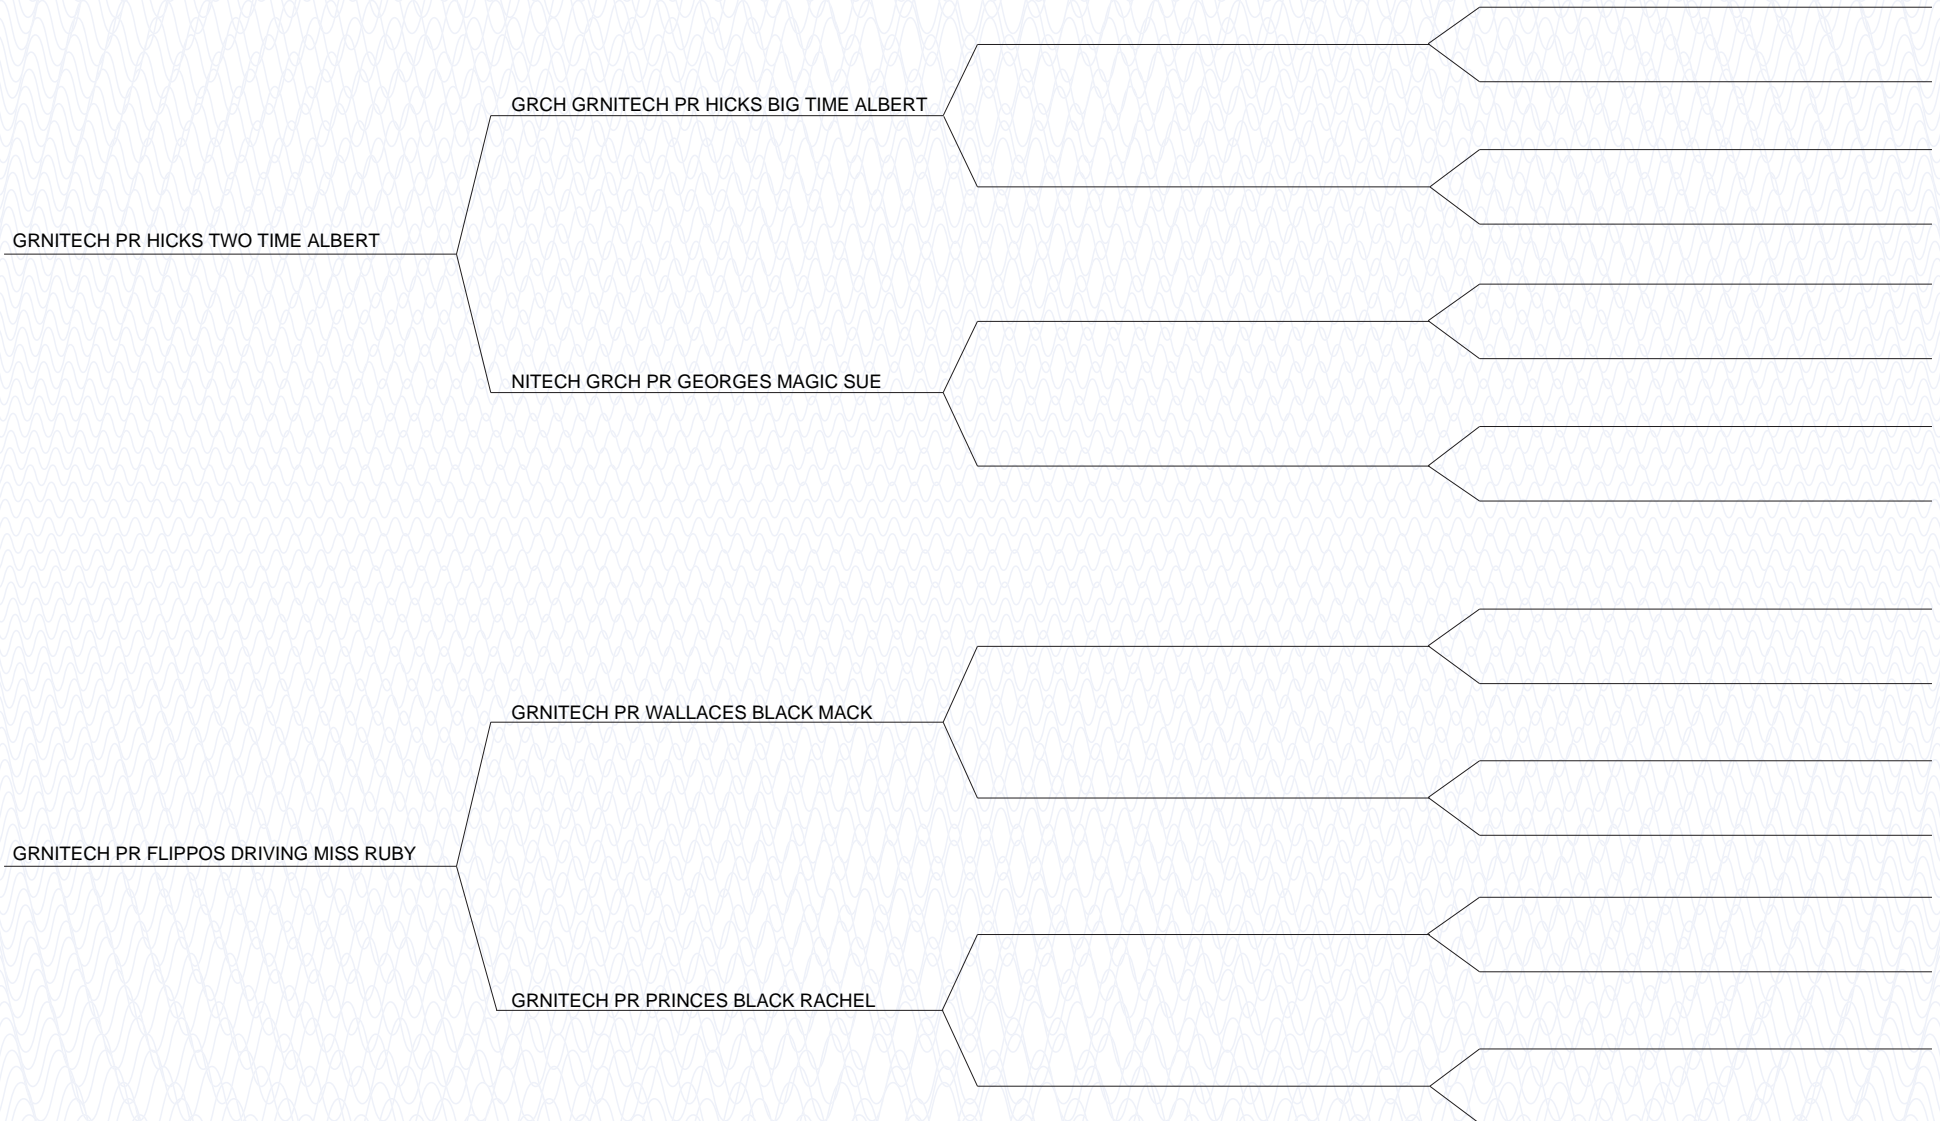 GRCH GRNITECH PR HICKS BIG TIME ALBERT
GRNITECH PR HICKS TWO TIME ALBERT
NITECH GRCH PR GEORGES MAGIC SUE
GRNITECH PR WALLACES BLACK MACK
GRNITECH PR FLIPPOS DRIVING MISS RUBY
GRNITECH PR PRINCES BLACK RACHEL